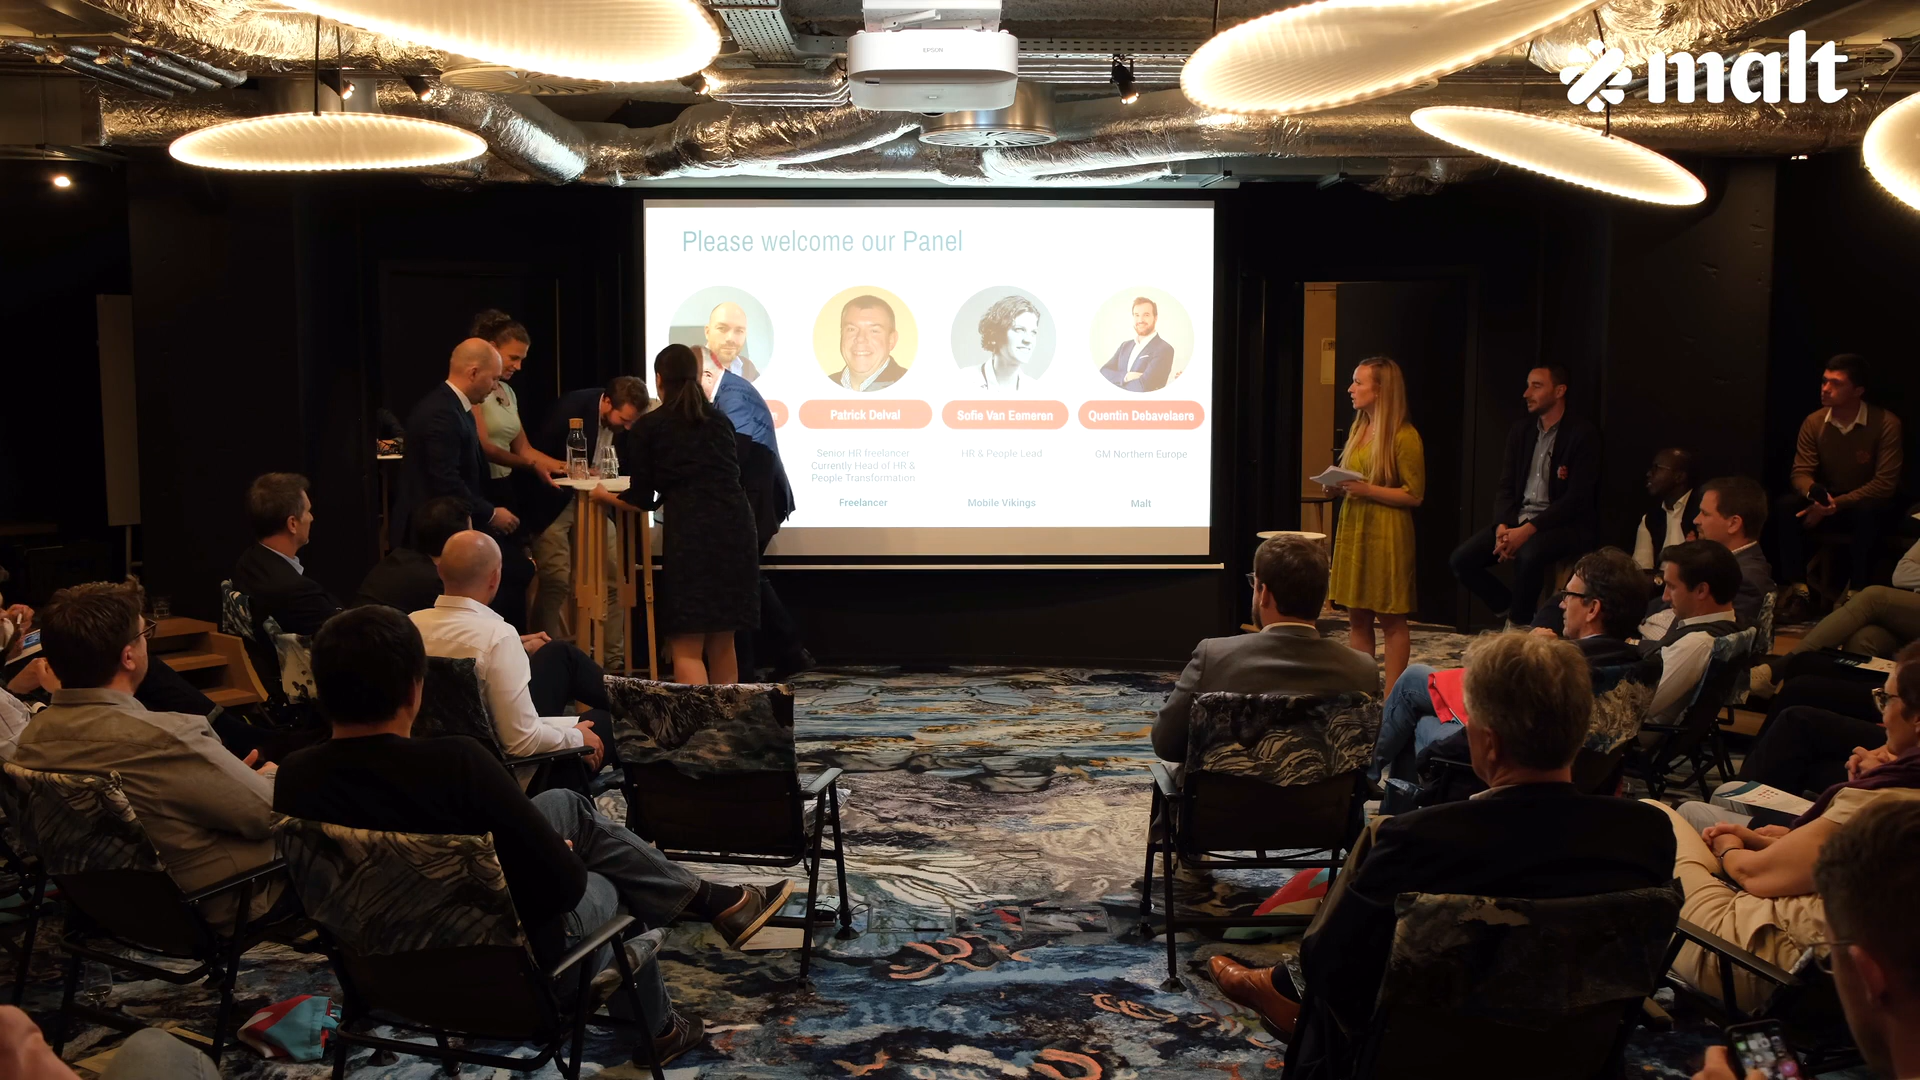 EPSON
malt
Please welcome our Panel
Patrick Delval
Sofie Van Eemeren
Quentin Debavelaere
Senior HR freelancer
Currently Head of HR &
People Transformation
HR & People Lead
GM Northern Europe
Freelancer
Mobile Vikings
Malt